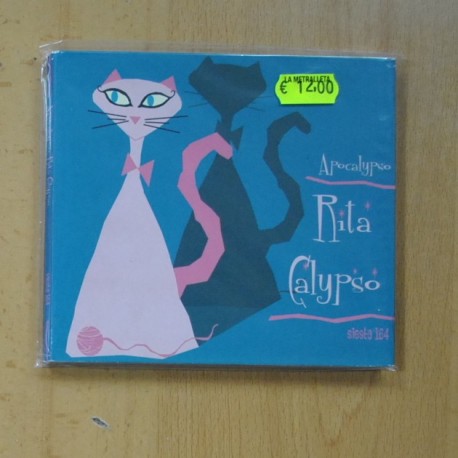 LA METRALLETA
€ 12,00
Apocalypso
Rita
Calypso
siesta 164